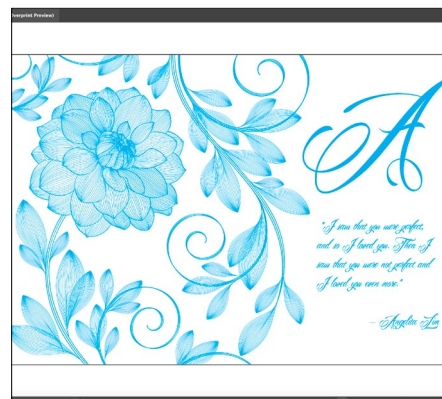 verprint Preview)
A
"I saw that you were perfect,
and so I loved you. Then I
saw that you were not perfect and
I loved you even more."
– Angelita Lim